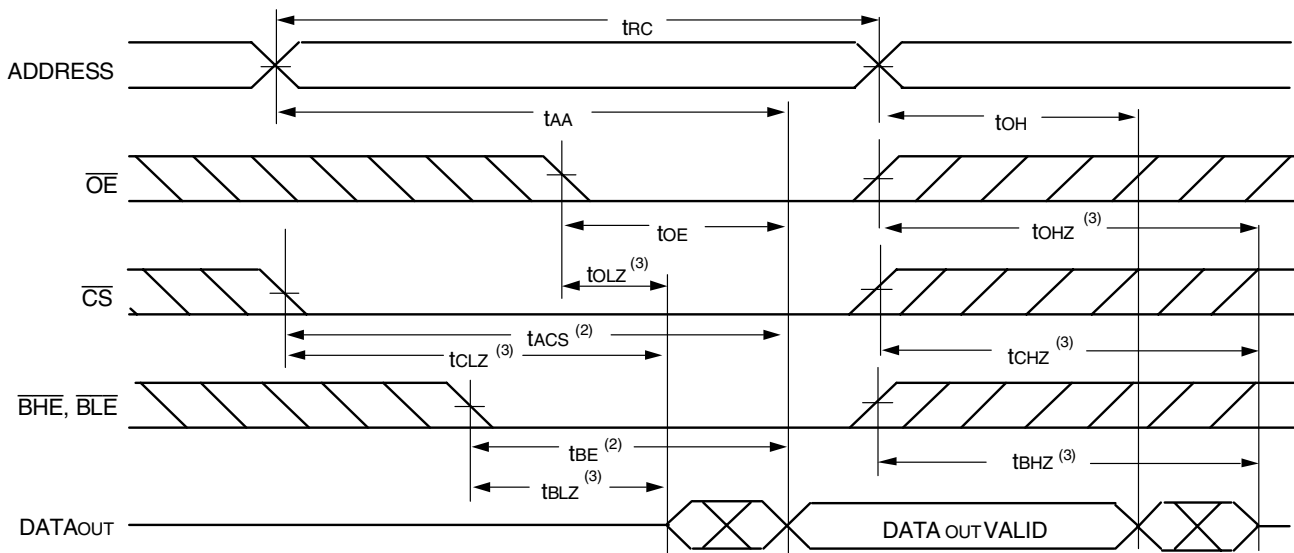 tRC
ADDRESS
tAA
tOH
OE
tOE
tOHZ (3)
tOLZ (3)
CS
tACS (2)
tCLZ (3)
tCHZ (3)
BHE, BLE
tBE (2)
tBHZ (3)
tBLZ (3)
DATAOUT
DATA OUT VALID